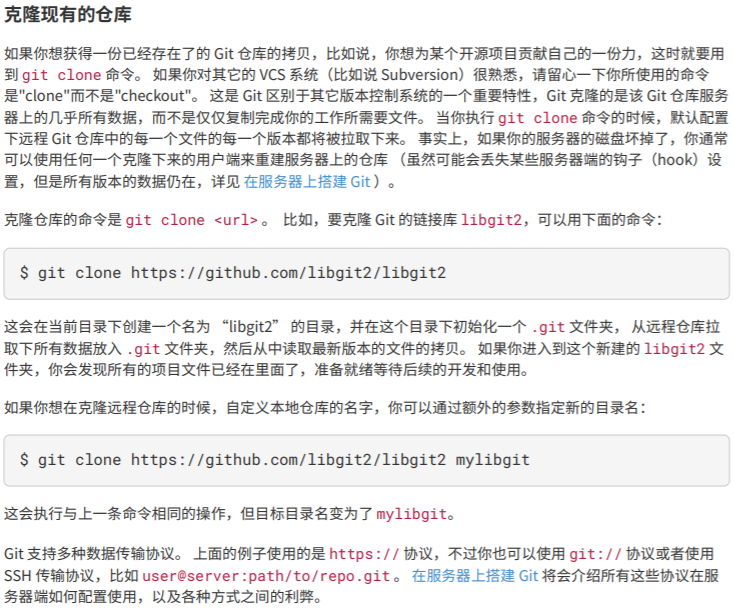 克隆现有的仓库
如果你想获得一份已经存在了的 Git 仓库的拷贝，比如说，你想为某个开源项目贡献自己的一份力，这时就要用
到 git clone 命令。 如果你对其它的 VCS 系统（比如说 Subversion）很熟悉，请留心一下你所使用的命令
是"clone"而不是"checkout"。 这是 Git 区别于其它版本控制系统的一个重要特性，Git 克隆的是该 Git 仓库服务
器上的几乎所有数据，而不是仅仅复制完成你的工作所需要文件。 当你执行 git clone 命令的时候，默认配置
下远程 Git 仓库中的每一个文件的每一个版本都将被拉取下来。 事实上，如果你的服务器的磁盘坏掉了，你通常
可以使用任何一个克隆下来的用户端来重建服务器上的仓库 （虽然可能会丢失某些服务器端的钩子（hook）设
置，但是所有版本的数据仍在，详见 在服务器上搭建 Git ）。
克隆仓库的命令是 git clone <url> 。 比如，要克隆 Git 的链接库 libgit2，可以用下面的命令：
$ git clone https://github.com/libgit2/libgit2
这会在当前目录下创建一个名为 “libgit2” 的目录，并在这个目录下初始化一个 .git 文件夹， 从远程仓库拉
取下所有数据放入 .git 文件夹，然后从中读取最新版本的文件的拷贝。 如果你进入到这个新建的 libgit2 文
件夹，你会发现所有的项目文件已经在里面了，准备就绪等待后续的开发和使用。
如果你想在克隆远程仓库的时候，自定义本地仓库的名字，你可以通过额外的参数指定新的目录名：
$ git clone https://github.com/libgit2/libgit2 mylibgit
这会执行与上一条命令相同的操作，但目标目录名变为了 mylibgit。
Git 支持多种数据传输协议。 上面的例子使用的是 https:// 协议，不过你也可以使用 git:// 协议或者使用
SSH 传输协议，比如 user@server:path/to/repo.git 。 在服务器上搭建 Git 将会介绍所有这些协议在服
务器端如何配置使用，以及各种方式之间的利弊。